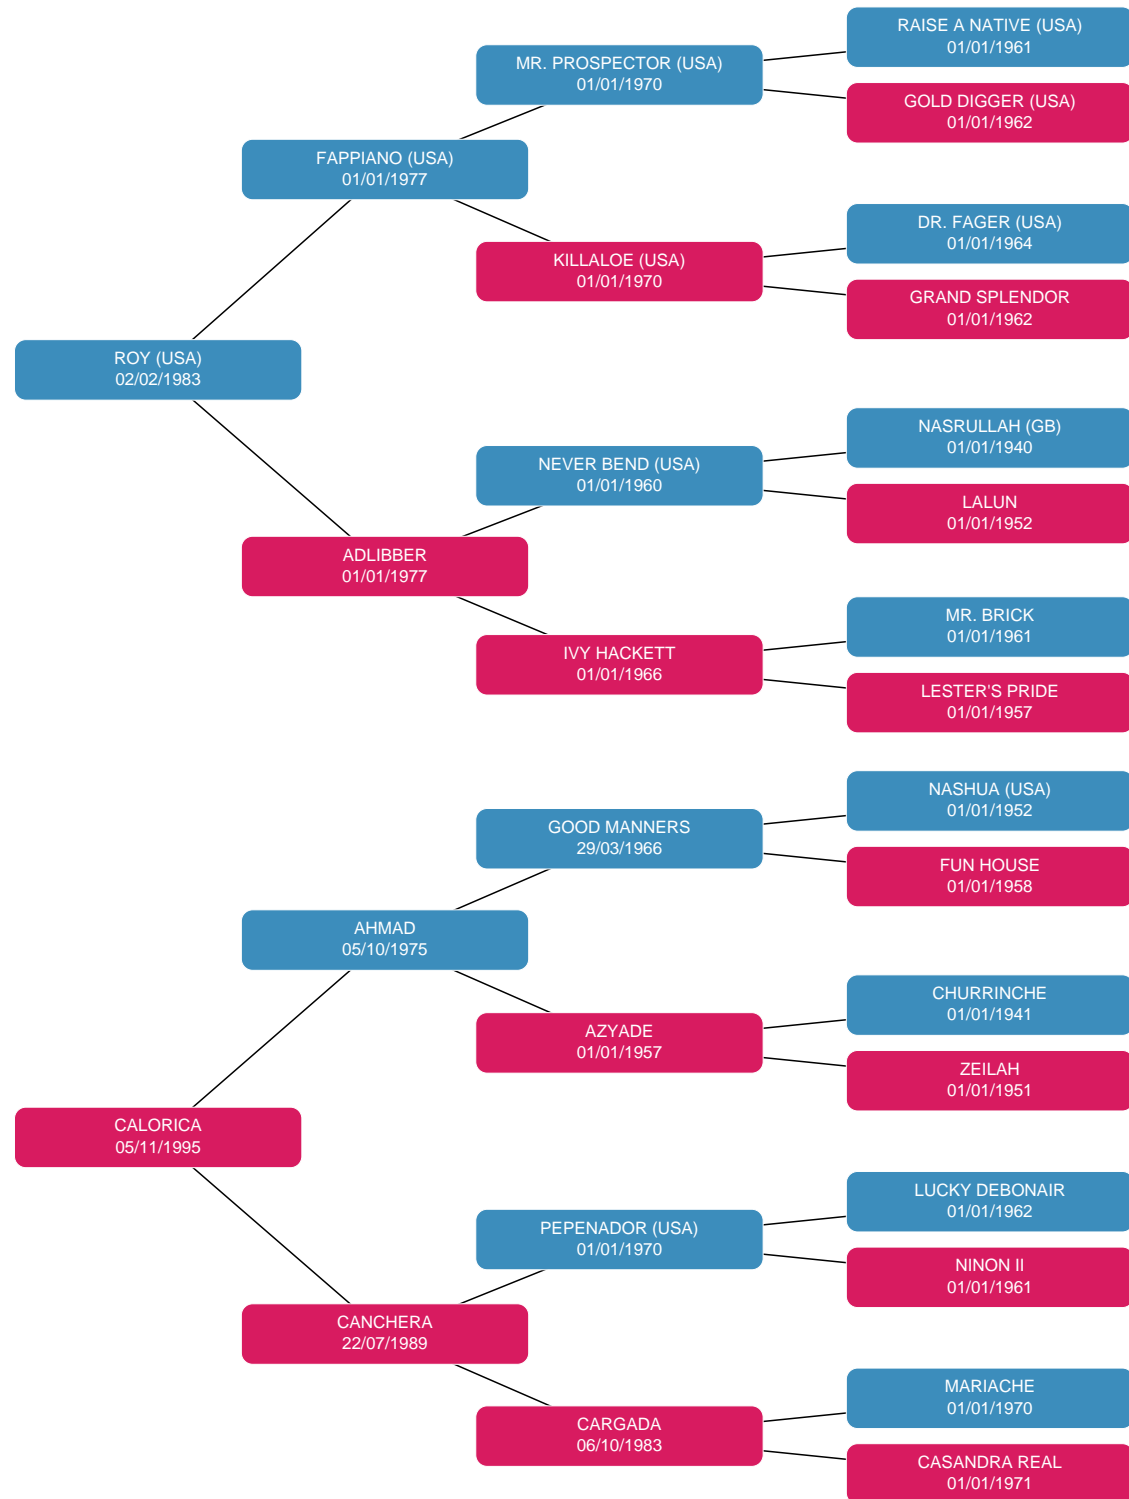 RAISE A NATIVE (USA)
01/01/1961
MR. PROSPECTOR (USA)
01/01/1970
GOLD DIGGER (USA)
01/01/1962
FAPPIANO (USA)
01/01/1977
DR. FAGER (USA)
01/01/1964
KILLALOE (USA)
01/01/1970
GRAND SPLENDOR
01/01/1962
ROY (USA)
02/02/1983
NASRULLAH (GB)
01/01/1940
NEVER BEND (USA)
01/01/1960
LALUN
01/01/1952
ADLIBBER
01/01/1977
MR. BRICK
01/01/1961
IVY HACKETT
01/01/1966
LESTER'S PRIDE
01/01/1957
NASHUA (USA)
01/01/1952
GOOD MANNERS
29/03/1966
FUN HOUSE
01/01/1958
AHMAD
05/10/1975
CHURRINCHE
01/01/1941
AZYADE
01/01/1957
ZEILAH
01/01/1951
CALORICA
05/11/1995
LUCKY DEBONAIR
01/01/1962
PEPENADOR (USA)
01/01/1970
NINON II
01/01/1961
CANCHERA
22/07/1989
MARIACHE
01/01/1970
CARGADA
06/10/1983
CASANDRA REAL
01/01/1971